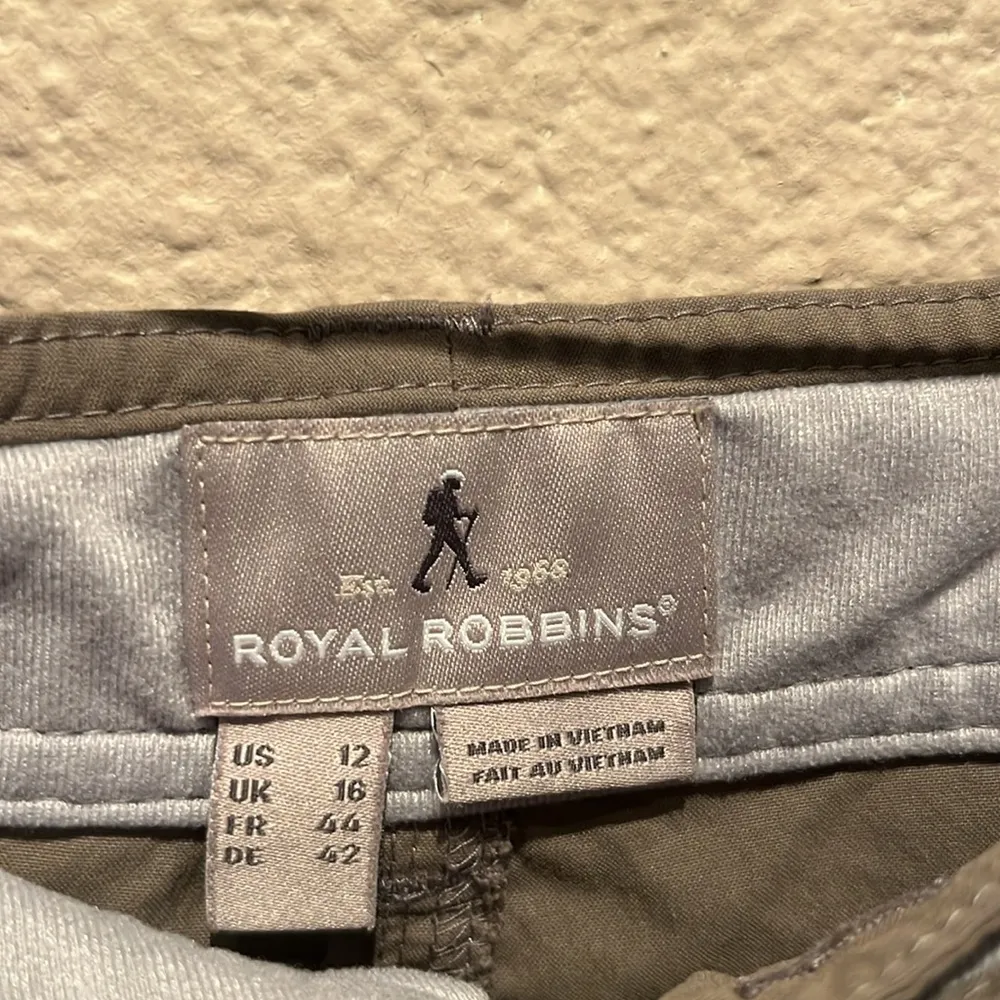 Est. 1968
ROYAL ROBBINS®
US 12
UK 16
FR 44
DE 42
MADE IN VIETNAM
FAIT AU VIETNAM